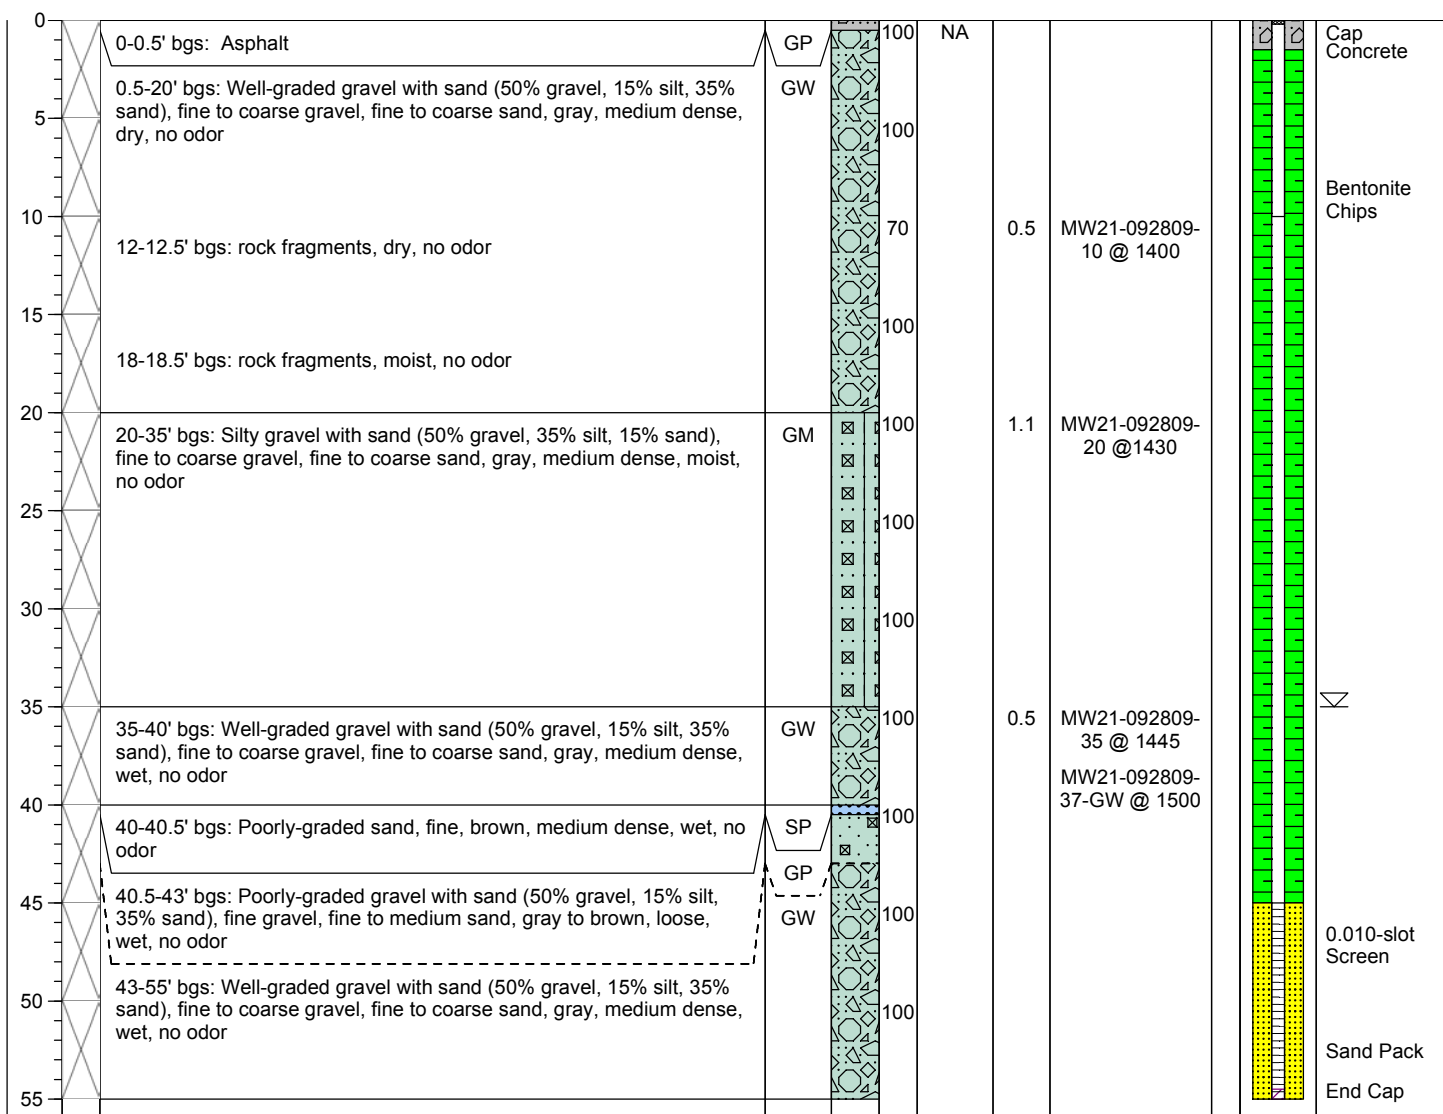 0
0-0.5' bgs: Asphalt
GP
100
NA
Cap
Concrete
0.5-20' bgs: Well-graded gravel with sand (50% gravel, 15% silt, 35%
sand), fine to coarse gravel, fine to coarse sand, gray, medium dense,
dry, no odor
GW
5
100
Bentonite
Chips
10
70
0.5
MW21-092809-
10 @ 1400
12-12.5' bgs: rock fragments, dry, no odor
15
100
18-18.5' bgs: rock fragments, moist, no odor
20
20-35' bgs: Silty gravel with sand (50% gravel, 35% silt, 15% sand),
fine to coarse gravel, fine to coarse sand, gray, medium dense, moist,
no odor
GM
100
1.1
MW21-092809-
20 @1430
25
100
30
100
35
35-40' bgs: Well-graded gravel with sand (50% gravel, 15% silt, 35%
sand), fine to coarse gravel, fine to coarse sand, gray, medium dense,
wet, no odor
GW
100
0.5
MW21-092809-
35 @ 1445
MW21-092809-
37-GW @ 1500
40
40-40.5' bgs: Poorly-graded sand, fine, brown, medium dense, wet, no
odor
SP
100
GP
40.5-43' bgs: Poorly-graded gravel with sand (50% gravel, 15% silt,
35% sand), fine gravel, fine to medium sand, gray to brown, loose,
wet, no odor
45
GW
100
0.010-slot
Screen
43-55' bgs: Well-graded gravel with sand (50% gravel, 15% silt, 35%
sand), fine to coarse gravel, fine to coarse sand, gray, medium dense,
wet, no odor
50
100
Sand Pack
End Cap
55